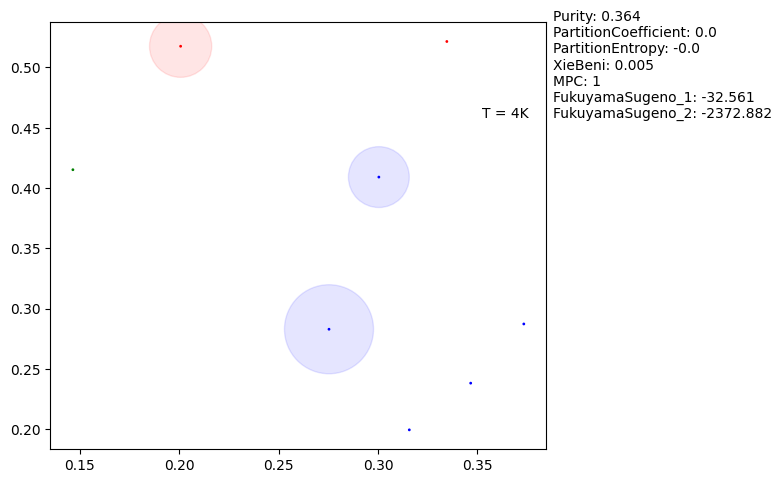 Purity: 0.364
PartitionCoefficient: 0.0
PartitionEntropy: -0.0
XieBeni: 0.005
MPC: 1
FukuyamaSugeno_1: -32.561
FukuyamaSugeno_2: -2372.882
T = 4K
0.50
0.45
0.40
0.35
0.30
0.25
0.20
0.15 0.20 0.25 0.30 0.35